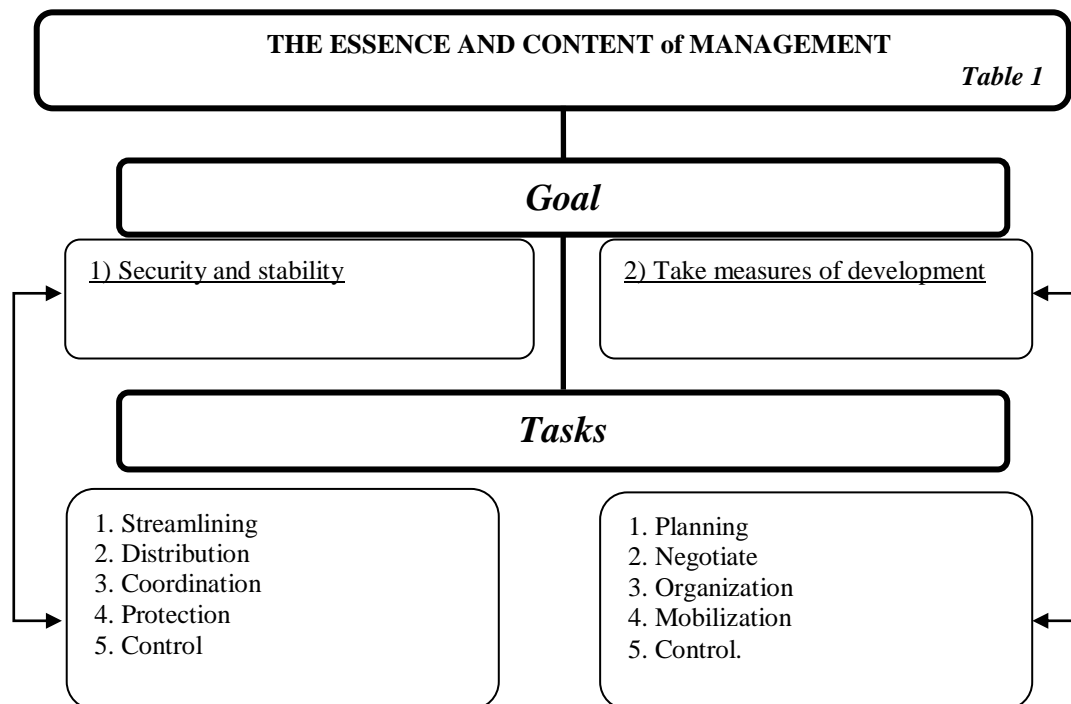 THE ESSENCE AND CONTENT of MANAGEMENT
Table 1
Goal
1) Security and stability
2) Take measures of development
Tasks
1. Streamlining
2. Distribution
3. Coordination
4. Protection
5. Control
1. Planning
2. Negotiate
3. Organization
4. Mobilization
5. Control.